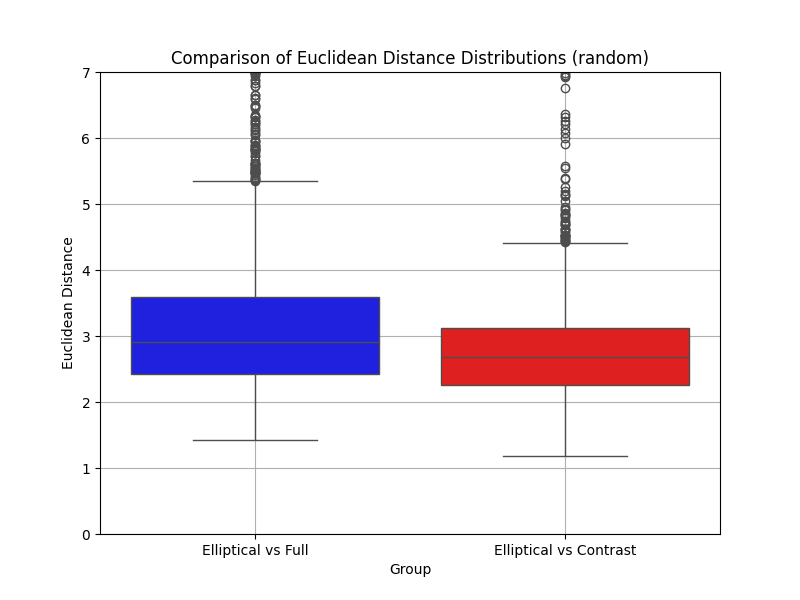 Comparison of Euclidean Distance Distributions (random)
7
6
5
4
3
2
1
0
Euclidean Distance
Elliptical vs Full
Elliptical vs Contrast
Group